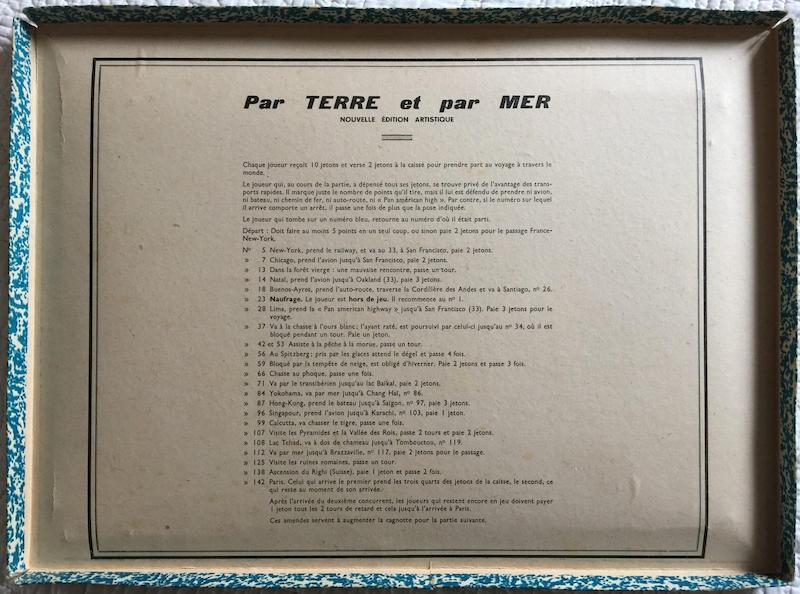 Par TERRE et par MER
NOUVELLE ÉDITION ARTISTIQUE
Chaque joueur reçoit 10 jetons et verse 2 jetons à la caisse pour prendre part au voyage à travers le
monde.
Le joueur qui, au cours de la partie, a dépensé tous ses jetons, se trouve privé de l'avantage des trans-
ports rapides. Il marque juste le nombre de points qu'il tire, mais il lui est défendu de prendre ni avion,
ni bateau, ni chemin de fer, ni auto-route, ni « Pan américan high ». Par contre, si le numéro sur lequel
il arrive comporte un arrêt, il passe une fois de plus que la pose indiquée.
Le joueur qui tombe sur un numéro bleu, retourne au numéro d'où il était parti.
Départ : Doit faire au moins 5 points en un seul coup, ou sinon paie 2 jetons pour le passage France-
New-York.
Nº 5 New-York, prend le railway, et va au 33, à San Francisco, paie 2 jetons.
» 7 Chicago, prend l'avion jusqu'à San Francisco, paie 2 jetons.
» 13 Dans la forêt vierge : une mauvaise rencontre, passe un tour.
» 14 Natal, prend l'avion jusqu'à Oakland (33). Paie 3 jetons.
» 18 Buenos-Ayres, prend l'auto-route, traverse la Cordillère des Andes et va à Santiago, nº 26.
» 23 Naufrage. Le joueur est hors de jeu. Il recommence au nº 1.
» 28 Lima, prend la « Pan american highway » jusqu'à San Francisco (33). Paie 3 jetons pour le
voyage.
» 37 Va à la chasse à l'ours blanc ; l'ayant raté, est poursuivi par celui-ci jusqu'au nº 34, où il est
bloqué pendant un tour. Paie un jeton.
» 42 et 53 Assiste à la pêche à la morue, passe un tour.
» 56 Au Spitzberg : pris par les glaces attend le dégel et passe 4 fois.
» 59 Bloqué par la tempête de neige, est obligé d'hiverner. Paie 2 jetons et passe 3 fois.
» 66 Chasse au phoque, passe une fois.
» 71 Va par le transibérien jusqu'au lac Baïkal, paie 2 jetons.
» 84 Yokohama, va par mer jusqu'à Chang Haï, nº 86.
» 87 Hong-Kong, prend le bateau jusqu'à Saïgon, nº 97, paie 3 jetons.
» 96 Singapour, prend l'avion jusqu'à Karachi, nº 103, paie 1 jeton.
» 99 Calcutta, va chasser le tigre, passe une fois.
» 107 Visite les Pyramides et la Vallée des Rois, passe 2 tours et paie 2 jetons.
» 108 Lac Tchad, va à dos de chameau jusqu'à Tombouctou, nº 119.
» 112 Va par mer jusqu'à Brazzaville, nº 117, paie 2 jetons pour le passage.
» 125 Visite les ruines romaines, passe un tour.
» 138 Ascension du Righi (Suisse), paie 1 jeton et passe 2 fois.
» 142 Paris. Celui qui arrive le premier prend les trois quarts des jetons de la caisse, le second, ce
qui reste au moment de son arrivée.
Après l'arrivée du deuxième concurrent, les joueurs qui restent encore en jeu doivent payer
1 jeton tous les 2 tours de retard et cela jusqu'à l'arrivée à Paris.
Ces amendes servent à augmenter la cagnotte pour la partie suivante.